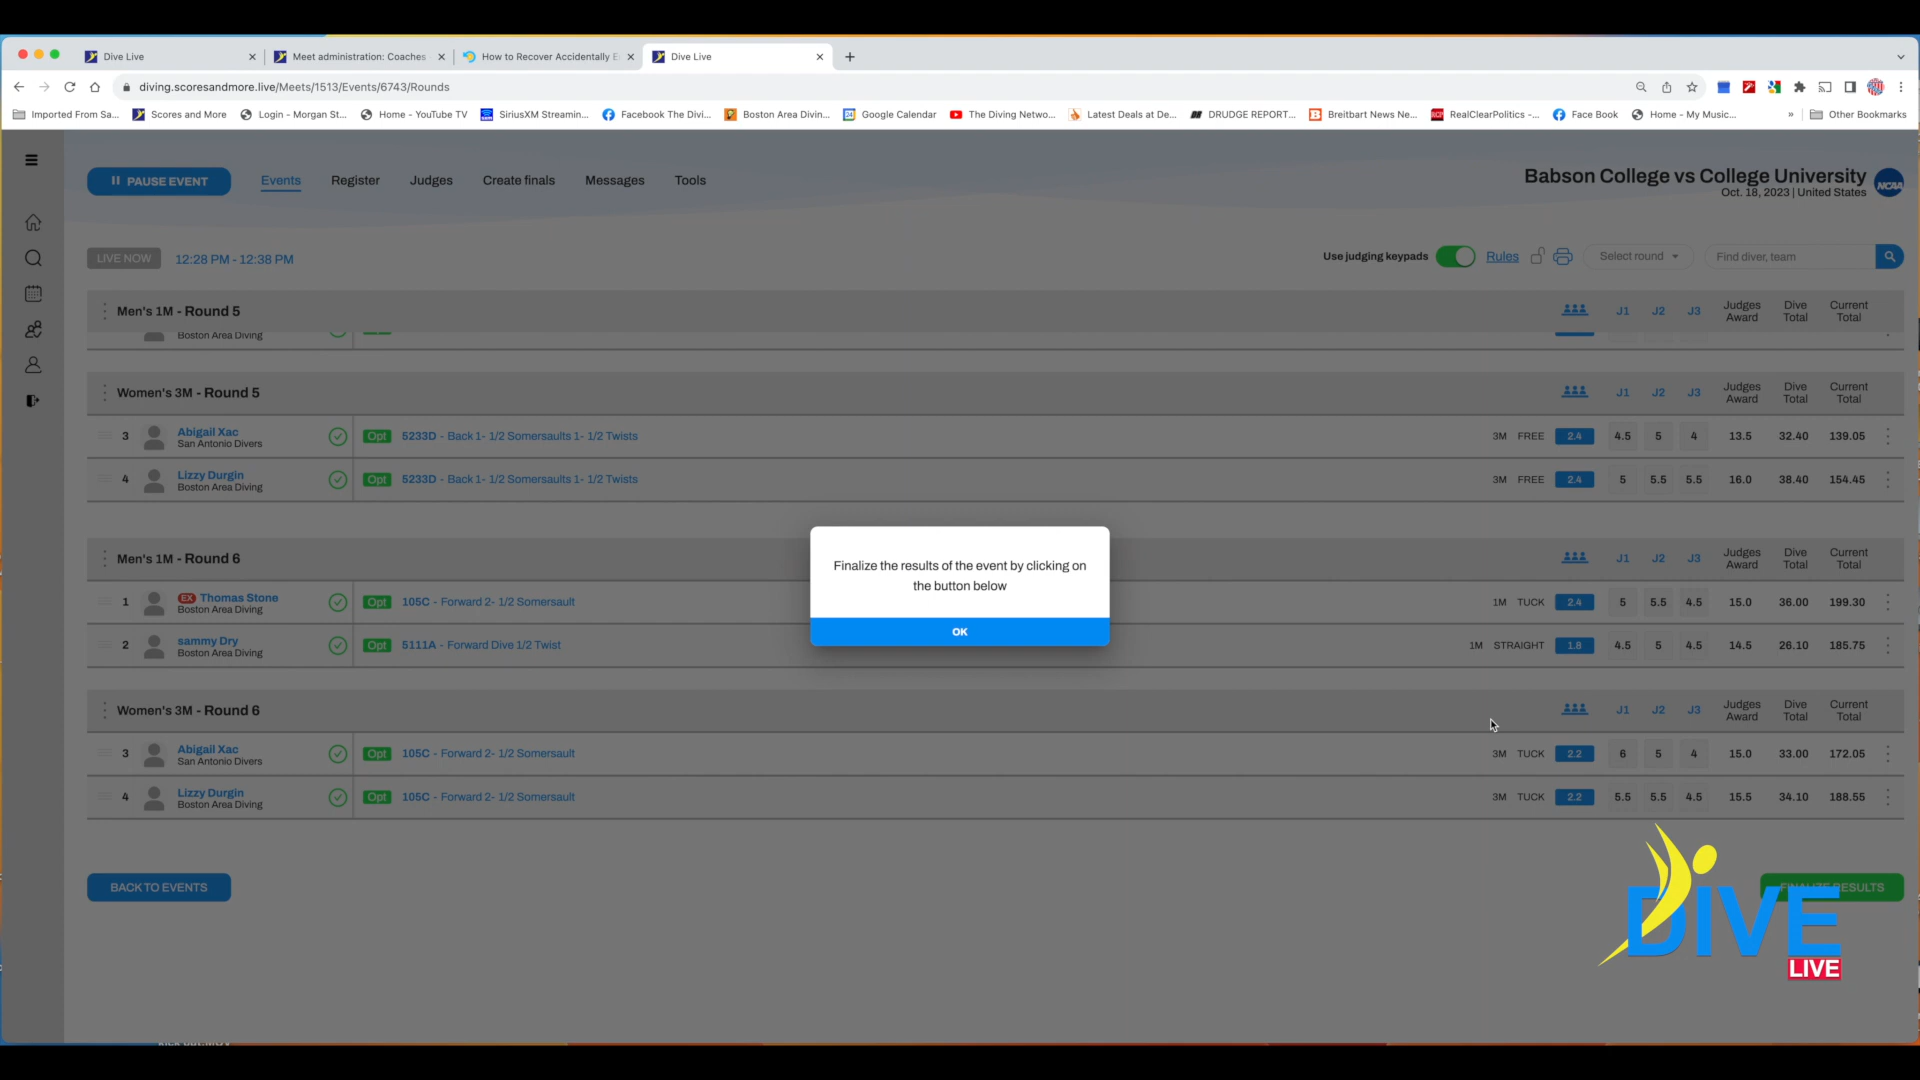 Dive Live
Meet administration: Coaches
How to Recover Accidentally E
Dive Live
diving.scoresandmore.live/Meets/1513/Events/6743/Rounds
Imported From Sa...
Scores and More
Login - Morgan St...
Home - YouTube TV
SiriusXM Streamin...
Facebook The Divi...
Boston Area Divin...
Google Calendar
The Diving Netwo...
Latest Deals at De...
DRUDGE REPORT...
Breitbart News Ne...
RealClearPolitics -...
Face Book
Home - My Music...
» Other Bookmarks
PAUSE EVENT
Events
Register
Judges
Create finals
Messages
Tools
Babson College vs College University
Oct. 18, 2023 | United States
NCAA
LIVE NOW
12:28 PM - 12:38 PM
Use judging keypads
Rules
Select round
Find diver, team
Men's 1M - Round 5
J1 J2 J3 Judges Award Dive Total Current Total
Boston Area Diving
Women's 3M - Round 5
J1 J2 J3 Judges Award Dive Total Current Total
3 Abigail Xac Opt 5233D - Back 1- 1/2 Somersaults 1- 1/2 Twists 3M FREE 2.4 4.5 5 4 13.5 32.40 139.05
San Antonio Divers
4 Lizzy Durgin Opt 5233D - Back 1- 1/2 Somersaults 1- 1/2 Twists 3M FREE 2.4 5 5.5 5.5 16.0 38.40 154.45
Boston Area Diving
Men's 1M - Round 6
J1 J2 J3 Judges Award Dive Total Current Total
1 EX Thomas Stone Opt 105C - Forward 2- 1/2 Somersault 1M TUCK 2.4 5 5.5 4.5 15.0 36.00 199.30
Boston Area Diving
2 sammy Dry Opt 5111A - Forward Dive 1/2 Twist 1M STRAIGHT 1.8 4.5 5 4.5 14.5 26.10 185.75
Boston Area Diving
Finalize the results of the event by clicking on
the button below
OK
Women's 3M - Round 6
J1 J2 J3 Judges Award Dive Total Current Total
3 Abigail Xac Opt 105C - Forward 2- 1/2 Somersault 3M TUCK 2.2 6 5 4 15.0 33.00 172.05
San Antonio Divers
4 Lizzy Durgin Opt 105C - Forward 2- 1/2 Somersault 3M TUCK 2.2 5.5 5.5 4.5 15.5 34.10 188.55
Boston Area Diving
BACK TO EVENTS
FINALIZE RESULTS
DIVE
LIVE